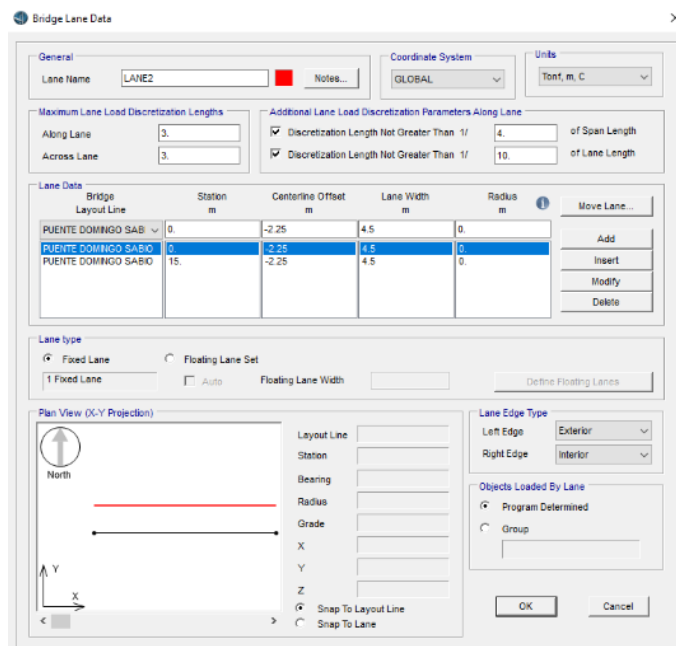 Bridge Lane Data
General
Lane Name LANE2 Notes...
Coordinate System
GLOBAL
Units
Tonf, m, C
Maximum Lane Load Discretization Lengths
Along Lane 3.
Across Lane 3.
Additional Lane Load Discretization Parameters Along Lane
Discretization Length Not Greater Than 1/ 4. of Span Length
Discretization Length Not Greater Than 1/ 10. of Lane Length
Lane Data
Bridge Layout Line Station m Centerline Offset m Lane Width m Radius m
PUENTE DOMINGO SABI 0. -2.25 4.5 0.
PUENTE DOMINGO SABIO 0. -2.25 4.5 0.
PUENTE DOMINGO SABIO 15. -2.25 4.5 0.
Move Lane...
Add
Insert
Modify
Delete
Lane type
Fixed Lane Floating Lane Set
1 Fixed Lane Auto Floating Lane Width Define Floating Lanes
Plan View (X-Y Projection)
North
Y
X
Layout Line
Station
Bearing
Radius
Grade
X
Y
Z
Snap To Layout Line
Snap To Lane
Lane Edge Type
Left Edge Exterior
Right Edge Interior
Objects Loaded By Lane
Program Determined
Group
OK Cancel